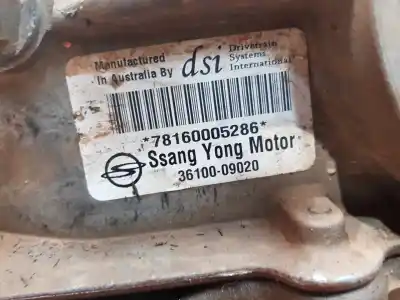 Manufactured
In Australia By
dsi
Drivetrain
Systems
International
*78160005286*
Ssang Yong Motor
36100-09020